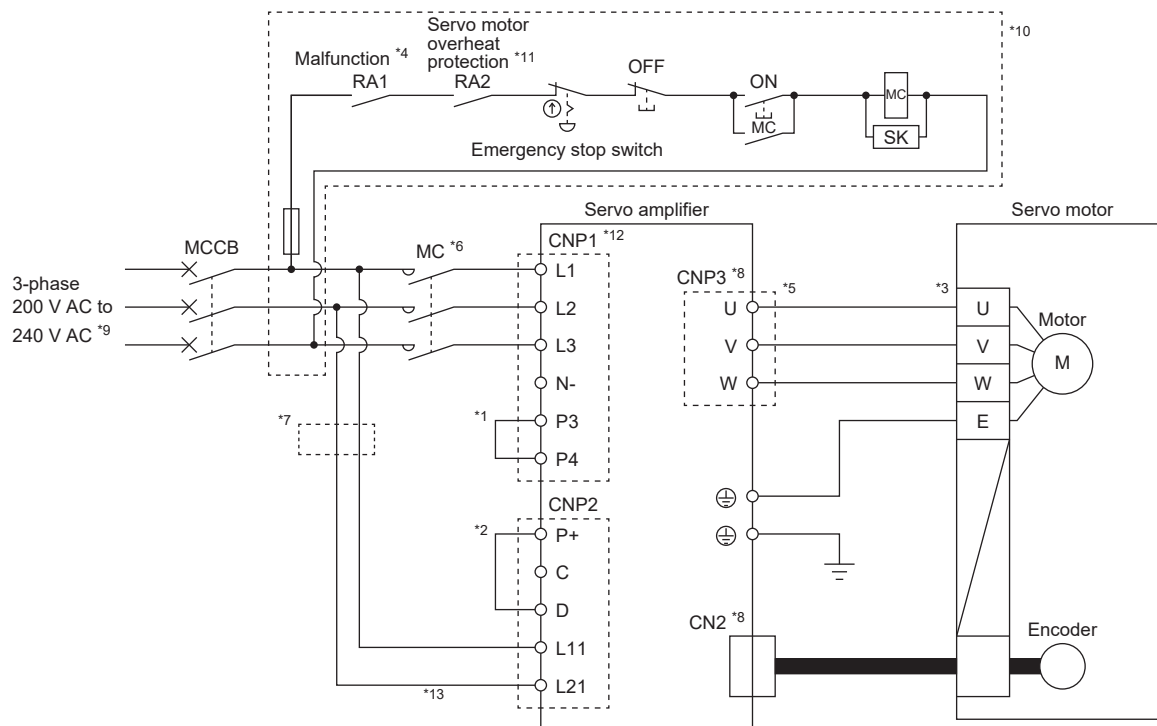 Servo motor
overheat
protection *11
Malfunction *4
RA1
RA2
OFF
ON
*10
MC
MC
SK
Emergency stop switch
Servo amplifier
Servo motor
MCCB
MC *6
CNP1 *12
3-phase
200 V AC to
240 V AC *9
L1
L2
L3
N-
*1
P3
P4
*7
CNP3 *8
*5
*3
U
V
W
U
V
W
E
Motor
M
CNP2
*2
P+
C
D
L11
L21
*13
CN2 *8
Encoder